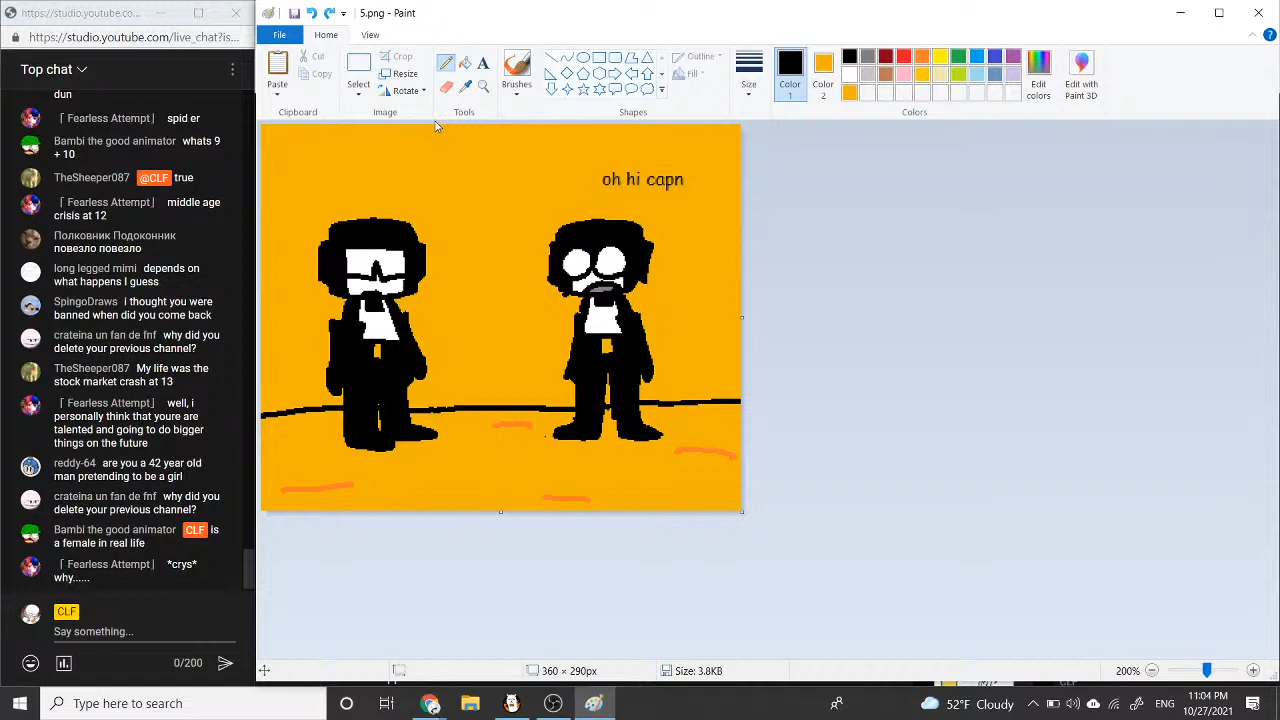 https://studio.youtube.co...
https://studio.youtube.com/live_chat?is...
Top chat
dun
「 Fearless Attempt」 spid er
Bambi the good animator whats 9
+ 10
TheSheeper087 @CLF true
「 Fearless Attempt」 middle age
crisis at 12
Полковник Подоконник
повезло повезло
long legged mimi depends on
what happens I guess
SpingoDraws i thought you were
banned when did you come back
crateina un fan de fnf why did you
delete your previous channel?
TheSheeper087 My life was the
stock market crash at 13
「 Fearless Attempt」 well, i
personally think that youre are
talented and going to do bigger
things on the future
reddy-64 are you a 42 year old
man pretending to be a girl
crateina un fan de fnf why did you
delete your previous channel?
Bambi the good animator CLF is
a female in real life
「 Fearless Attempt」 *crys*
why......
CLF
Say something...
0/200
5.png - Paint
File Home View
Paste
Cut
Copy
Clipboard
Select
Crop
Resize
Rotate
Image
A
Tools
Brushes
Outline
Fill
Shapes
Size
Color
1
Color
2
Edit
colors
Edit with
Paint 3D
Colors
oh hi capn
360 × 290px
Size: 3.8KB
200%
Type here to search
52°F Cloudy
ENG
11:04 PM
10/27/2021